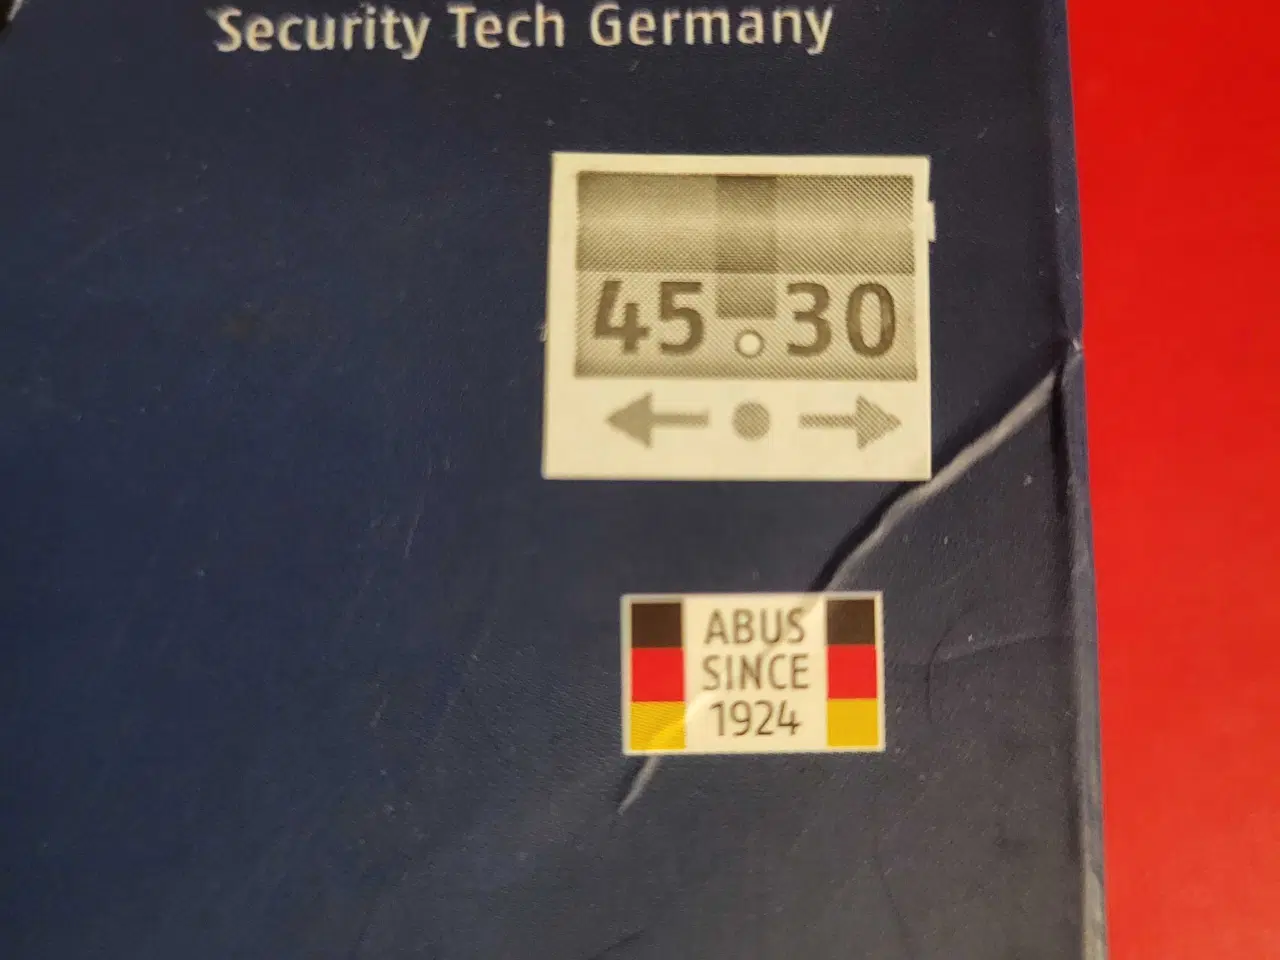 Security Tech Germany
45 30
ABUS
SINCE
1924